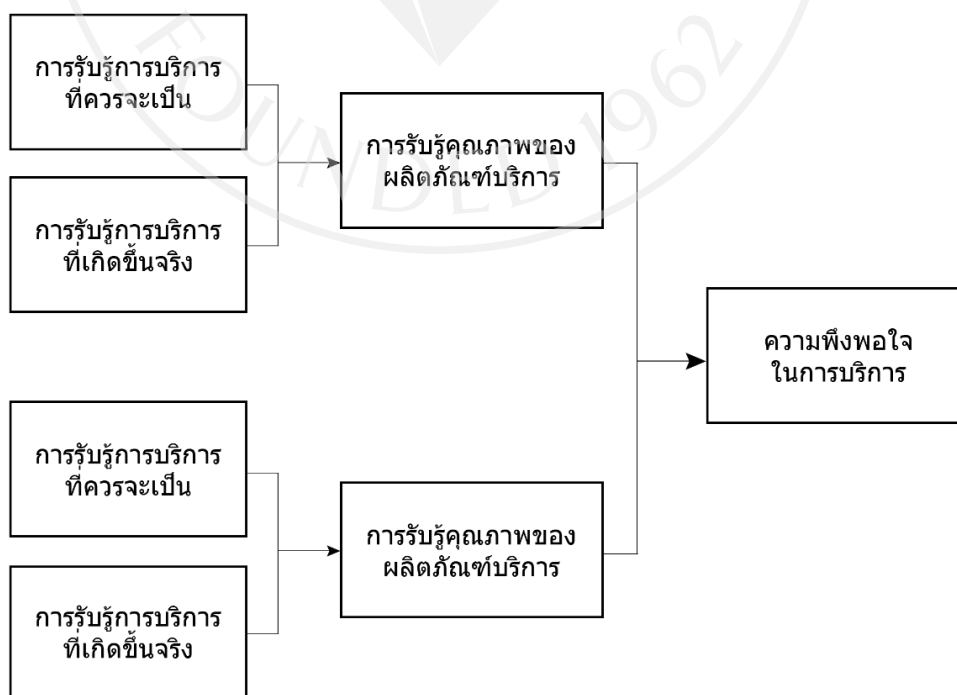 การรับรู้การบริการ
ที่ควรจะเป็น
การรับรู้การบริการ
ที่เกิดขึ้นจริง
การรับรู้คุณภาพของ
ผลิตภัณฑ์บริการ
ความพึงพอใจ
ในการบริการ
การรับรู้การบริการ
ที่ควรจะเป็น
การรับรู้การบริการ
ที่เกิดขึ้นจริง
การรับรู้คุณภาพของ
ผลิตภัณฑ์บริการ
FOUNDED 1962